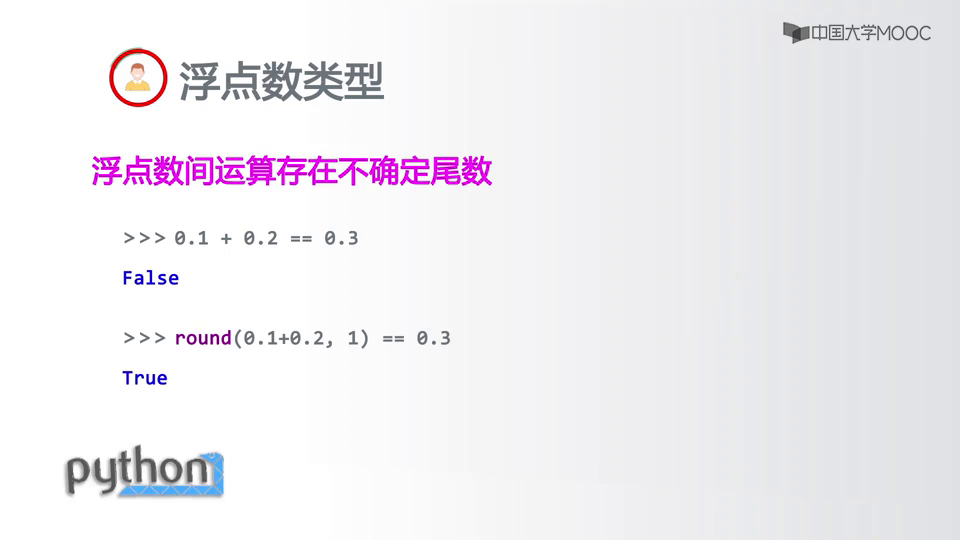 中国大学MOOC
浮点数类型
浮点数间运算存在不确定尾数
>>> 0.1 + 0.2 == 0.3
False
>>> round(0.1+0.2, 1) == 0.3
True
python